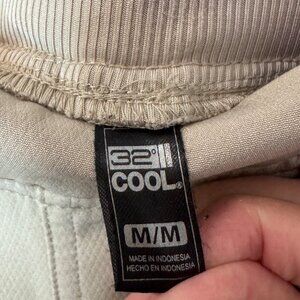 32°
COOL®
M/M
MADE IN INDONESIA
HECHO EN INDONESIA